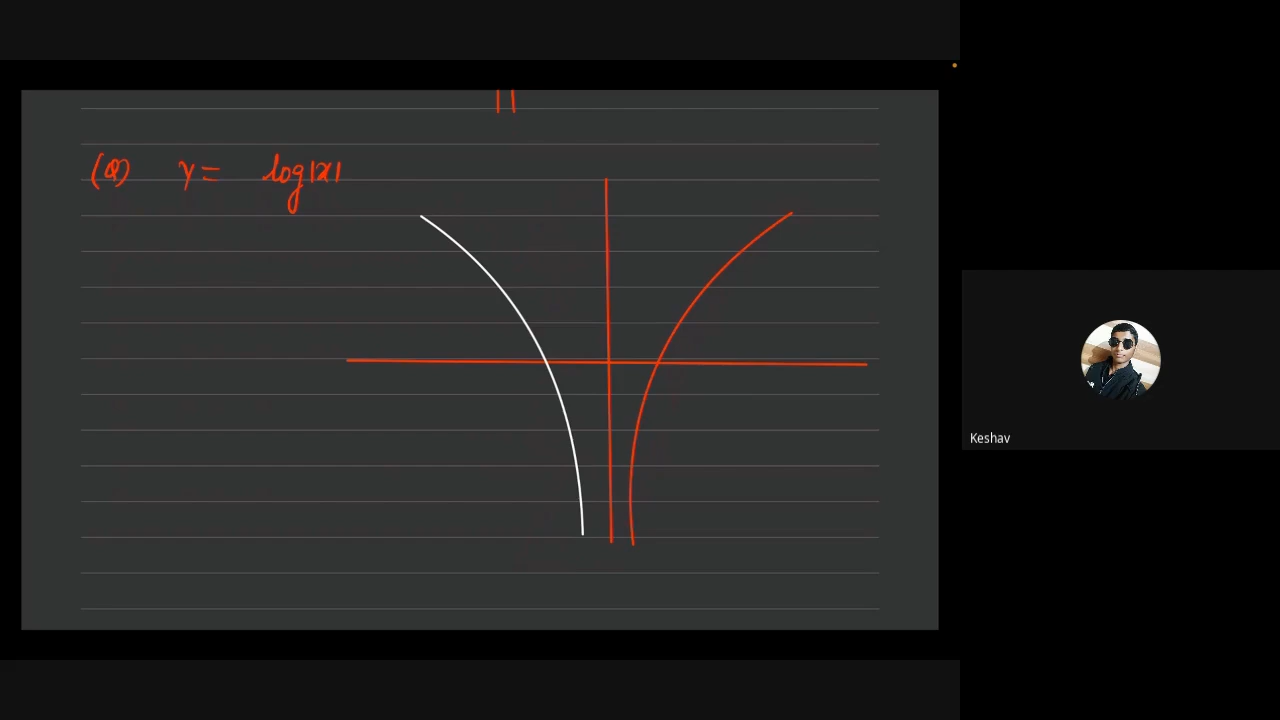 (Q) y = log|x|
Keshav